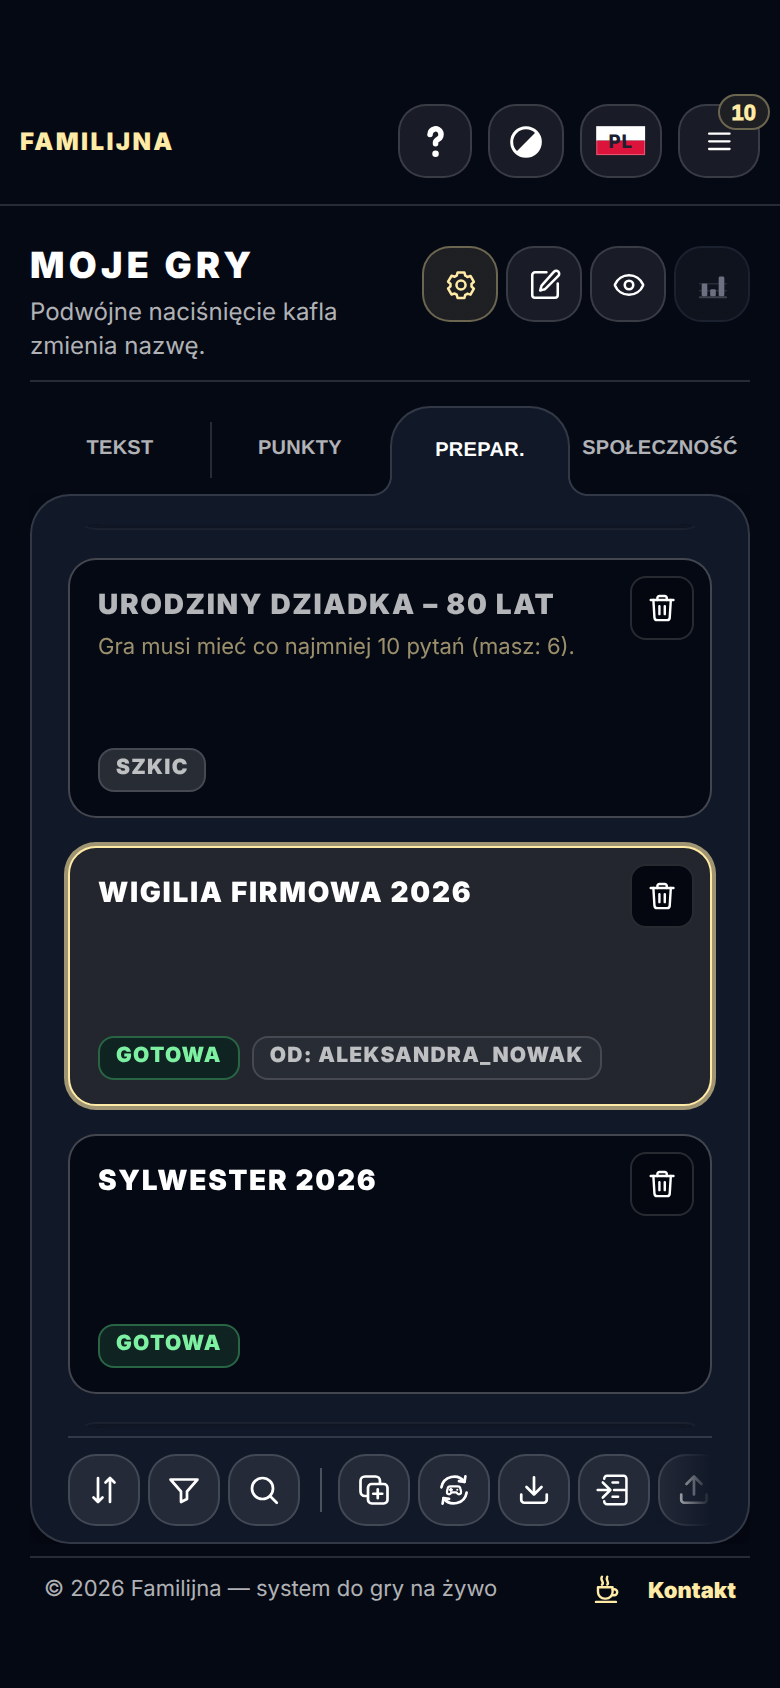 FAMILIJNA
?
PL
10
MOJE GRY
Podwójne naciśnięcie kafla
zmienia nazwę.
TEKST
PUNKTY
PREPAR.
SPOŁECZNOŚĆ
URODZINY DZIADKA – 80 LAT
Gra musi mieć co najmniej 10 pytań (masz: 6).
SZKIC
WIGILIA FIRMOWA 2026
GOTOWA
OD: ALEKSANDRA_NOWAK
SYLWESTER 2026
GOTOWA
© 2026 Familijna — system do gry na żywo
Kontakt